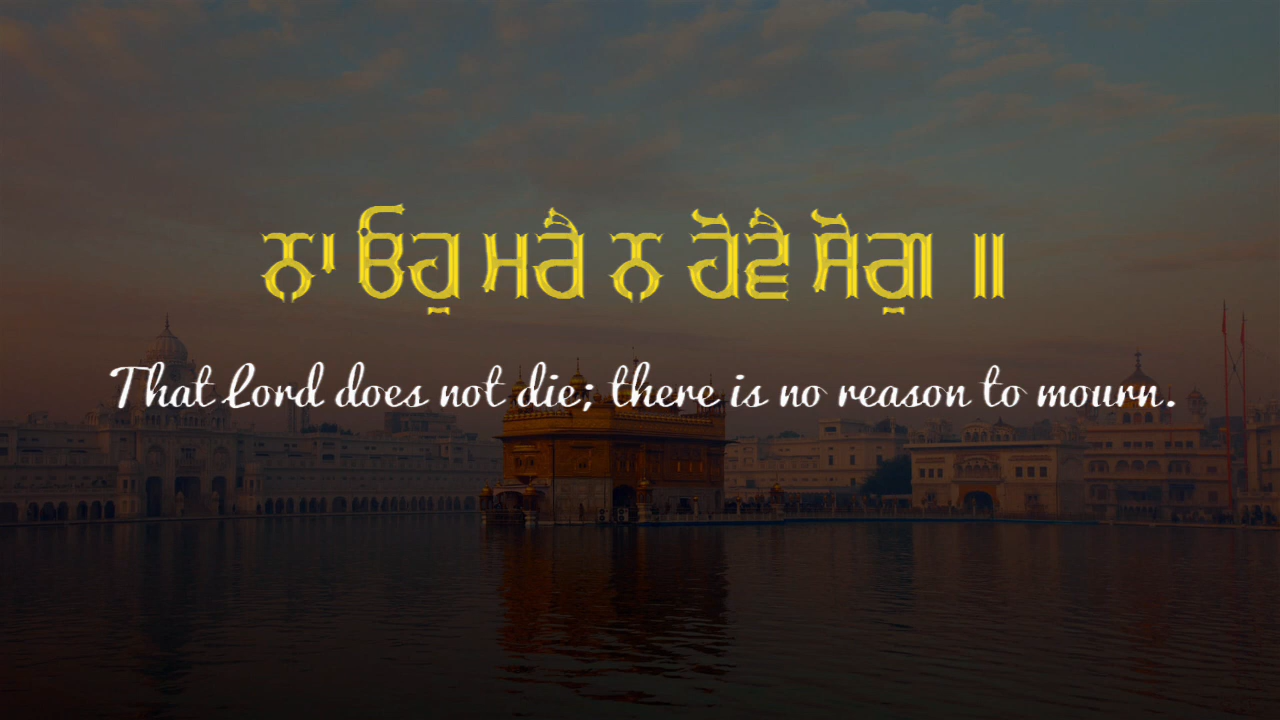 ਨਾ ਓਹੁ ਮਰੈ ਨ ਹੋਵੈ ਸੋਗੁ ॥
That Lord does not die; there is no reason to mourn.